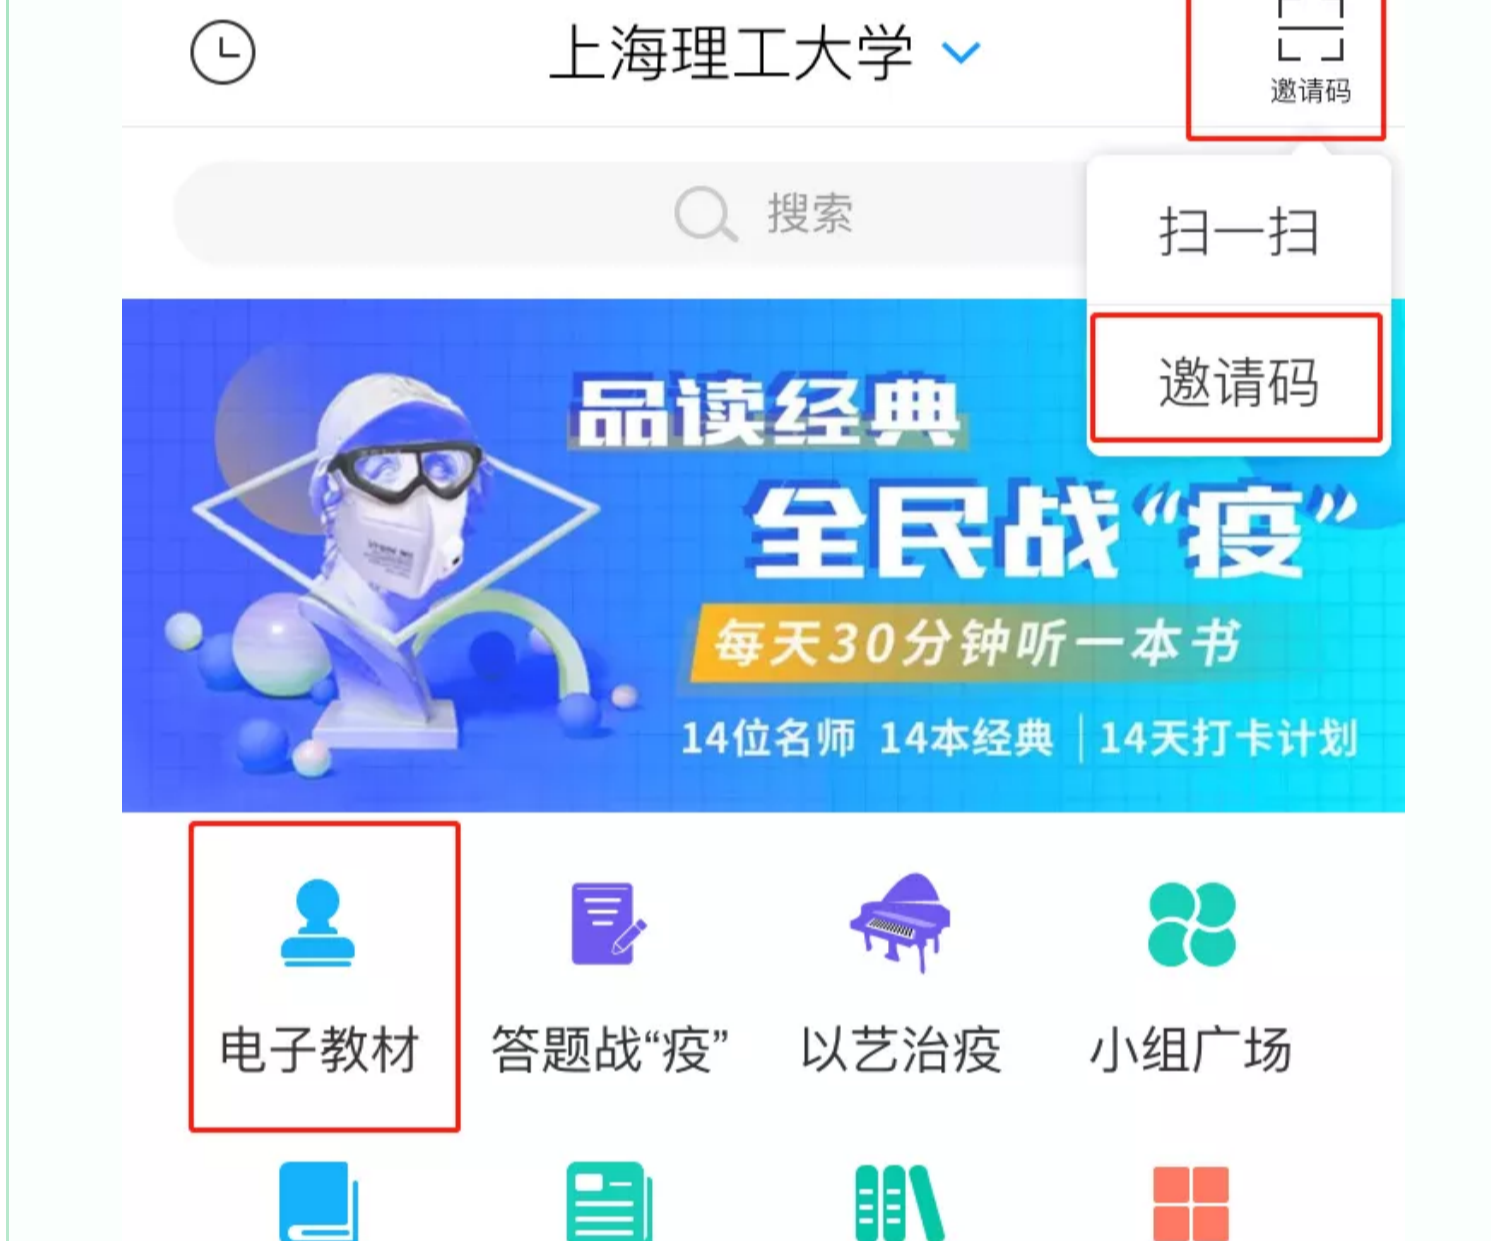 上海理工大学
邀请码
搜索
扫一扫
邀请码
品读经典
全民战“疫”
每天30分钟听一本书
14位名师 14本经典 | 14天打卡计划
电子教材
答题战“疫”
以艺治疫
小组广场